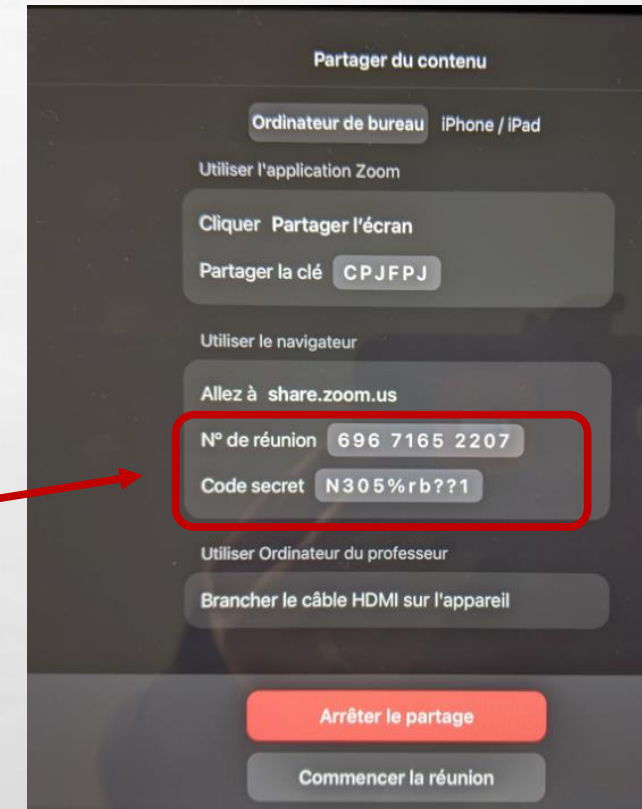 Partager du contenu
Ordinateur de bureau iPhone / iPad
Utiliser l'application Zoom
Cliquer Partager l'écran
Partager la clé CPJFPJ
Utiliser le navigateur
Allez à share.zoom.us
N° de réunion 696 7165 2207
Code secret N305%rb??1
Utiliser Ordinateur du professeur
Brancher le câble HDMI sur l'appareil
Arrêter le partage
Commencer la réunion